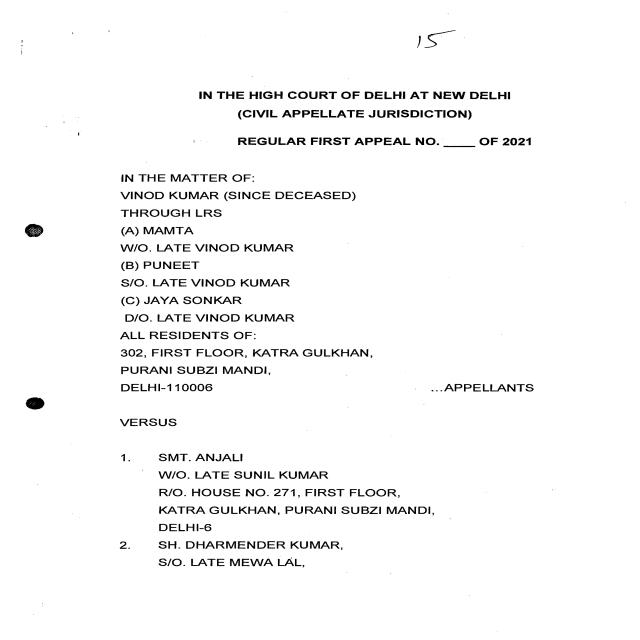 15
IN THE HIGH COURT OF DELHI AT NEW DELHI
(CIVIL APPELLATE JURISDICTION)
REGULAR FIRST APPEAL NO. ____ OF 2021
IN THE MATTER OF:
VINOD KUMAR (SINCE DECEASED)
THROUGH LRS
(A) MAMTA
W/O. LATE VINOD KUMAR
(B) PUNEET
S/O. LATE VINOD KUMAR
(C) JAYA SONKAR
D/O. LATE VINOD KUMAR
ALL RESIDENTS OF:
302, FIRST FLOOR, KATRA GULKHAN,
PURANI SUBZI MANDI,
DELHI-110006 ...APPELLANTS
VERSUS
1. SMT. ANJALI
W/O. LATE SUNIL KUMAR
R/O. HOUSE NO. 271, FIRST FLOOR,
KATRA GULKHAN, PURANI SUBZI MANDI,
DELHI-6
2. SH. DHARMENDER KUMAR,
S/O. LATE MEWA LAL,